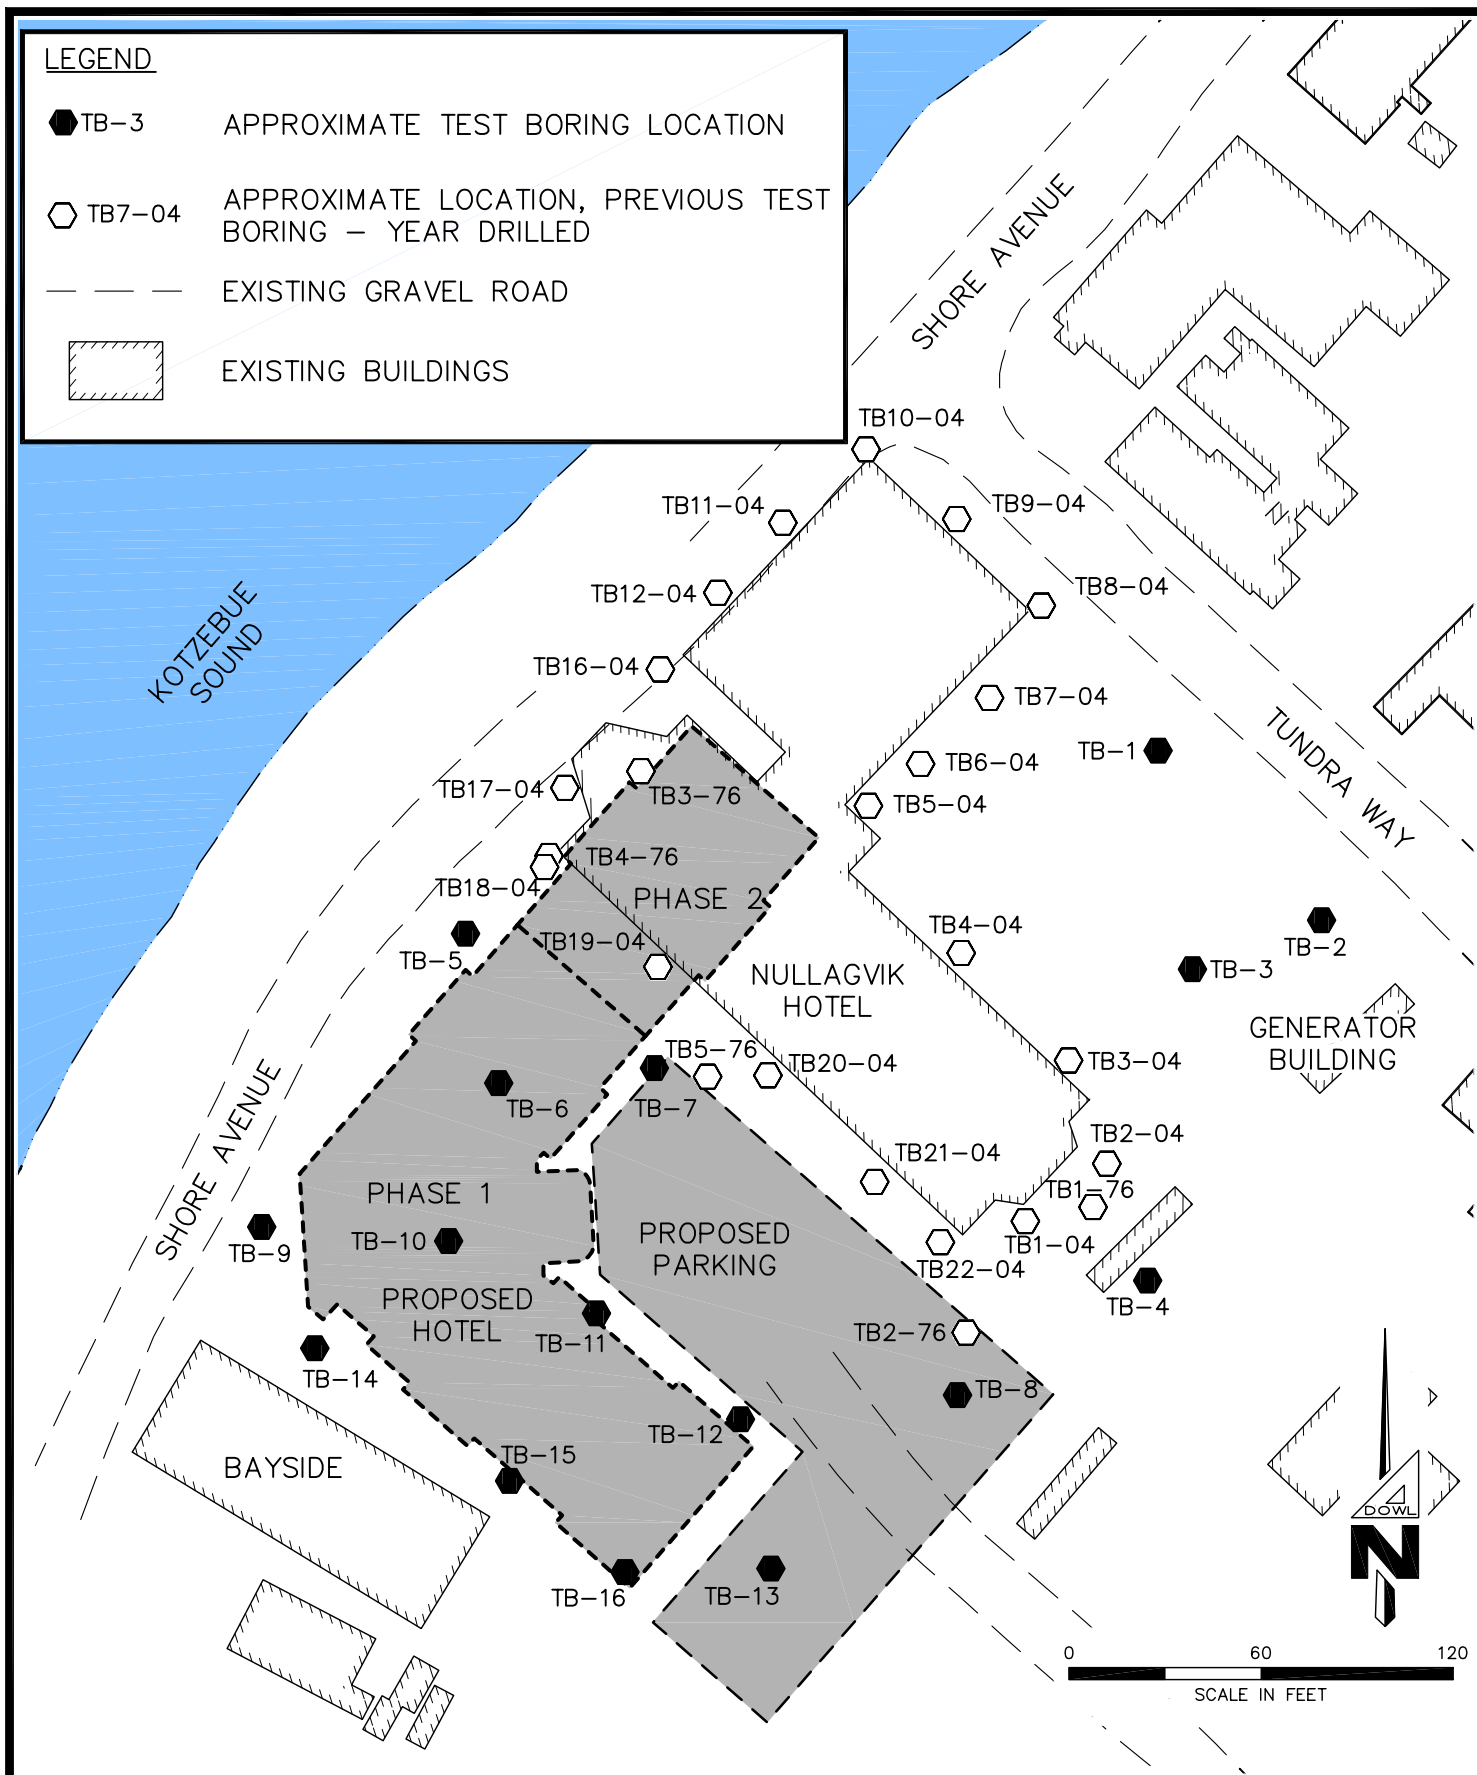 LEGEND
TB-3
APPROXIMATE TEST BORING LOCATION
TB7-04
APPROXIMATE LOCATION, PREVIOUS TEST
BORING - YEAR DRILLED
EXISTING GRAVEL ROAD
EXISTING BUILDINGS
SHORE AVENUE
TB10-04
TB11-04
TB9-04
TB12-04
TB8-04
KOTZEBUE
SOUND
TB16-04
TB7-04
TUNDRA WAY
TB-1
TB6-04
TB17-04
TB3-76
TB5-04
TB4-76
TB18-04
PHASE 2
TB-5
TB19-04
TB4-04
TB-2
TB-3
NULLAGVIK
HOTEL
GENERATOR
BUILDING
TB5-76
TB20-04
TB3-04
TB-6
TB-7
SHORE AVENUE
TB2-04
TB21-04
TB1-76
PHASE 1
TB-9
TB-10
PROPOSED
PARKING
TB1-04
TB22-04
TB-4
PROPOSED
HOTEL
TB-11
TB2-76
TB-14
TB-8
TB-12
BAYSIDE
TB-15
DOWL
N
TB-16
TB-13
0 60 120
SCALE IN FEET